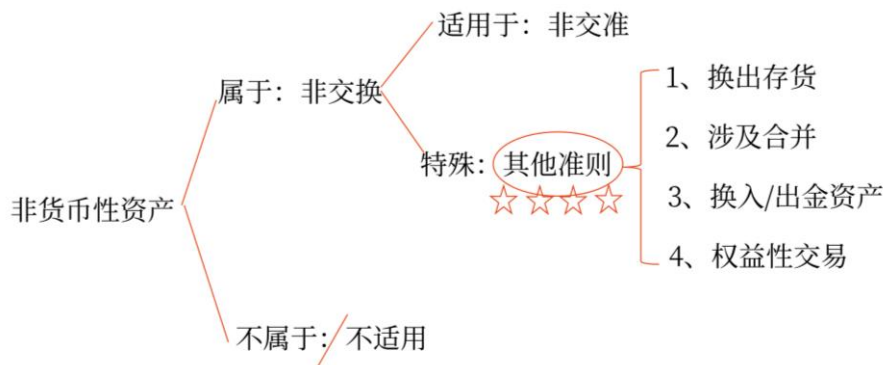 适用于：非交准
属于：非交换
1、换出存货
2、涉及合并
特殊：其他准则
3、换入/出金资产
非货币性资产
4、权益性交易
不属于：不适用